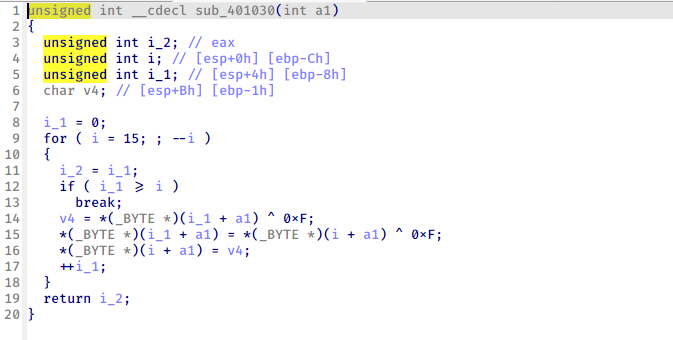 1 unsigned int __cdecl sub_401030(int a1)
2 {
3   unsigned int i_2; // eax
4   unsigned int i; // [esp+0h] [ebp-Ch]
5   unsigned int i_1; // [esp+4h] [ebp-8h]
6   char v4; // [esp+Bh] [ebp-1h]
7
8   i_1 = 0;
9   for ( i = 15; ; --i )
10   {
11     i_2 = i_1;
12     if ( i_1 >= i )
13       break;
14     v4 = *(_BYTE *)(i_1 + a1) ^ 0xF;
15     *(_BYTE *)(i_1 + a1) = *(_BYTE *)(i + a1) ^ 0xF;
16     *(_BYTE *)(i + a1) = v4;
17     ++i_1;
18   }
19   return i_2;
20 }